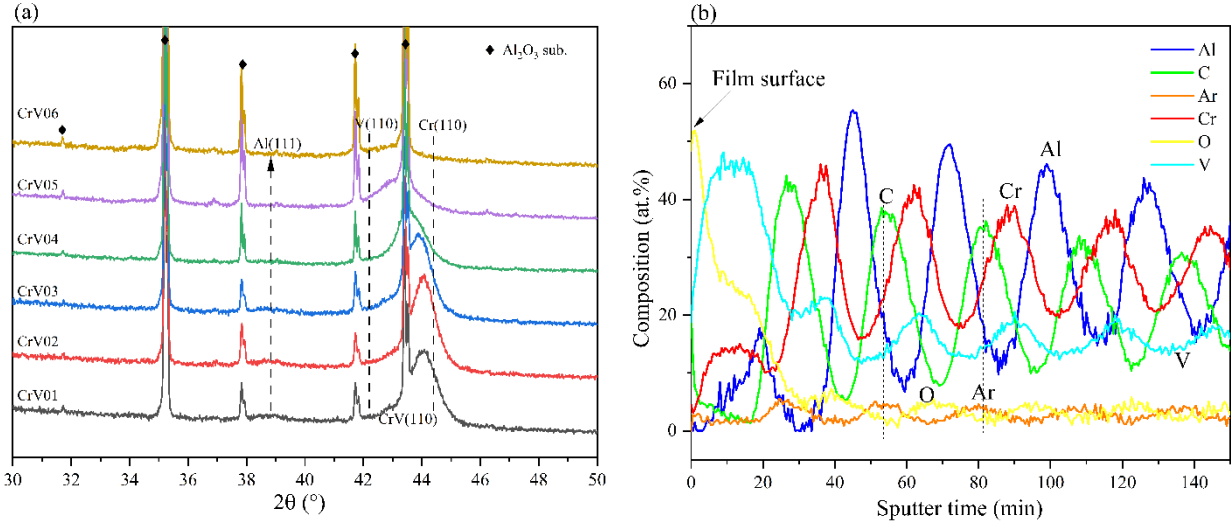 (a)
♦ Al₂O₃ sub.
CrV06
V(110)
Cr(110)
Al(111)
CrV05
CrV04
CrV03
CrV02
CrV01
CrV(110)
30 32 34 36 38 40 42 44 46 48 50
2θ (°)
(b)
Composition (at.%)
60
40
20
0
Film surface
Al
C
Ar
Cr
O
V
Al
Cr
C
V
O
Ar
0 20 40 60 80 100 120 140
Sputter time (min)